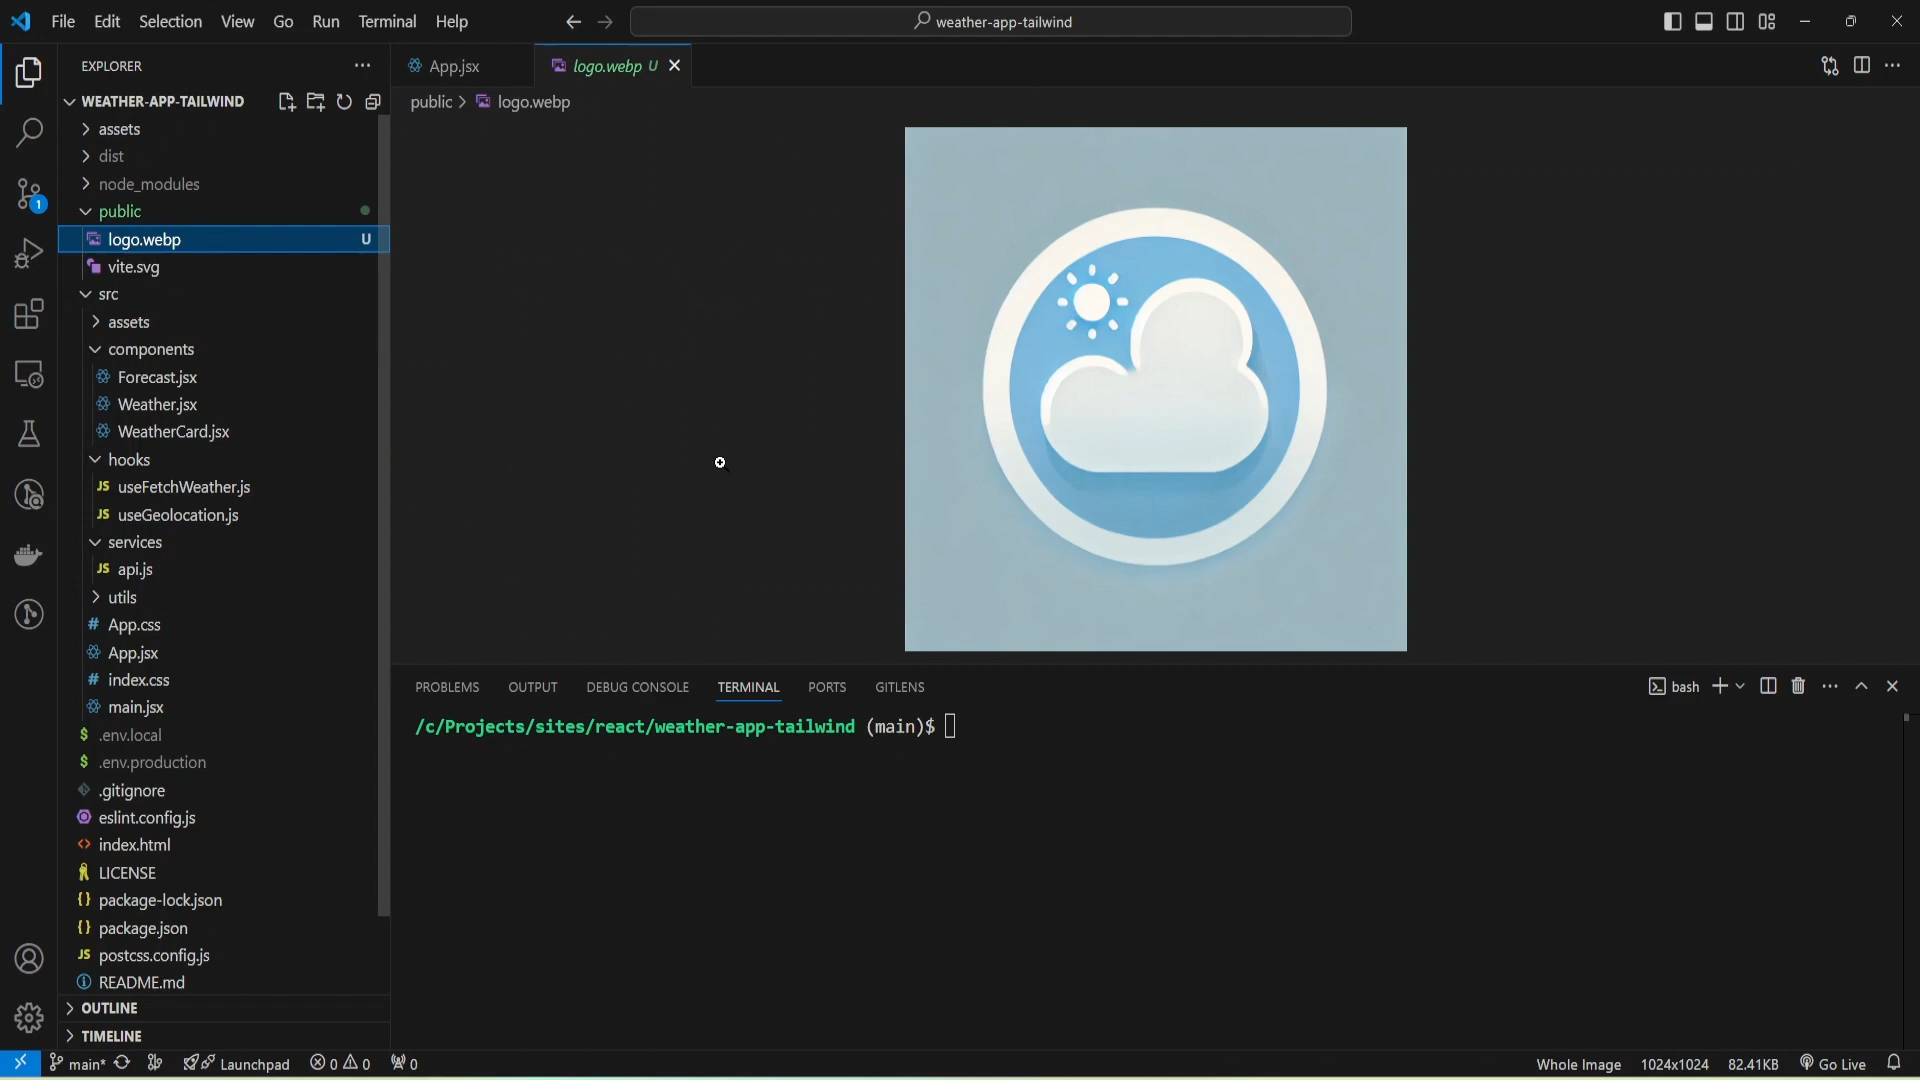 File Edit Selection View Go Run Terminal Help
weather-app-tailwind
EXPLORER
WEATHER-APP-TAILWIND
assets
dist
node_modules
public
logo.webp U
vite.svg
src
assets
components
Forecast.jsx
Weather.jsx
WeatherCard.jsx
hooks
JS useFetchWeather.js
JS useGeolocation.js
services
JS api.js
utils
# App.css
App.jsx
# index.css
main.jsx
$ .env.local
$ .env.production
.gitignore
eslint.config.js
<> index.html
LICENSE
{} package-lock.json
{} package.json
JS postcss.config.js
README.md
OUTLINE
TIMELINE
App.jsx
logo.webp U
public > logo.webp
PROBLEMS OUTPUT DEBUG CONSOLE TERMINAL PORTS GITLENS
bash
/c/Projects/sites/react/weather-app-tailwind (main)$
1
main* Launchpad 0 0 0
Whole Image 1024x1024 82.41KB Go Live